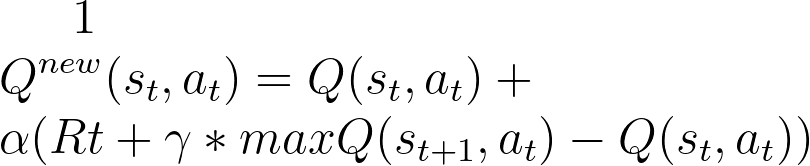 1
Q^{new}(s_t, a_t) = Q(s_t, a_t) +
α(Rt + γ ∗ maxQ(s_{t+1}, a_t) − Q(s_t, a_t))